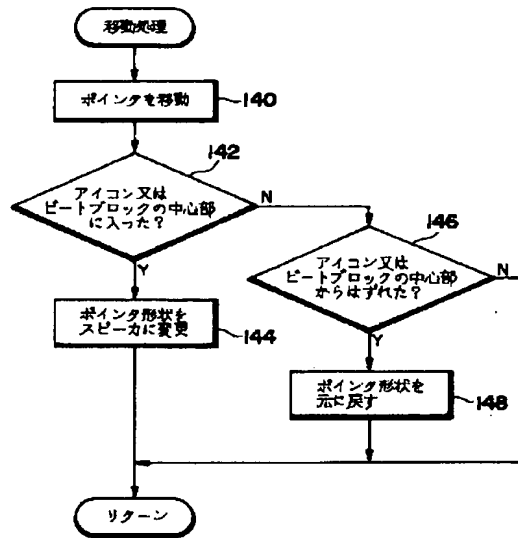 移動処理
ポインタを移動
140
142
アイコン又は
ビートブロックの中心部
に入った?
N
Y
146
アイコン又は
ビートブロックの中心部
からはずれた?
N
Y
ポインタ形状を
スピーカに変更
144
ポインタ形状を
元に戻す
148
リターン